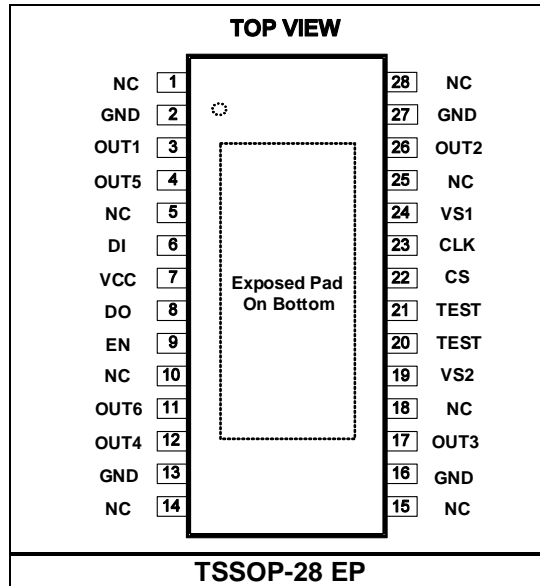 TOP VIEW
NC 1 28 NC
GND 2 27 GND
OUT1 3 26 OUT2
OUT5 4 25 NC
NC 5 24 VS1
DI 6 23 CLK
VCC 7 22 CS
Exposed Pad
On Bottom
DO 8 21 TEST
EN 9 20 TEST
NC 10 19 VS2
OUT6 11 18 NC
OUT4 12 17 OUT3
GND 13 16 GND
NC 14 15 NC
TSSOP-28 EP